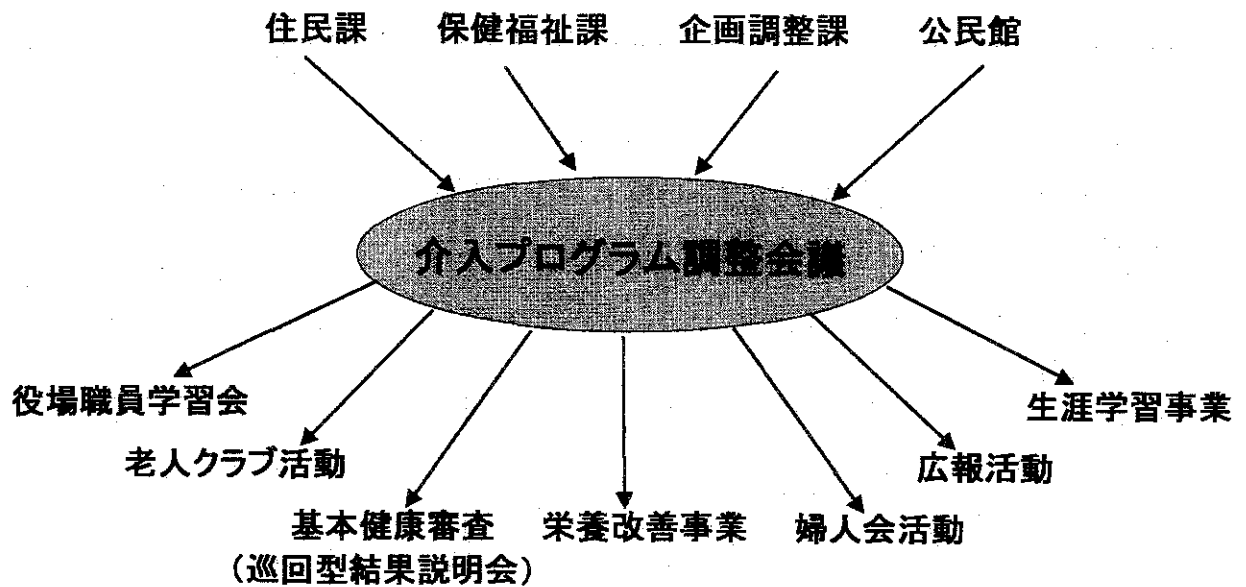 住民課
保健福祉課
企画調整課
公民館
介入プログラム調整会議
役場職員学習会
生涯学習事業
老人クラブ活動
広報活動
基本健康審査
(巡回型結果説明会)
栄養改善事業
婦人会活動